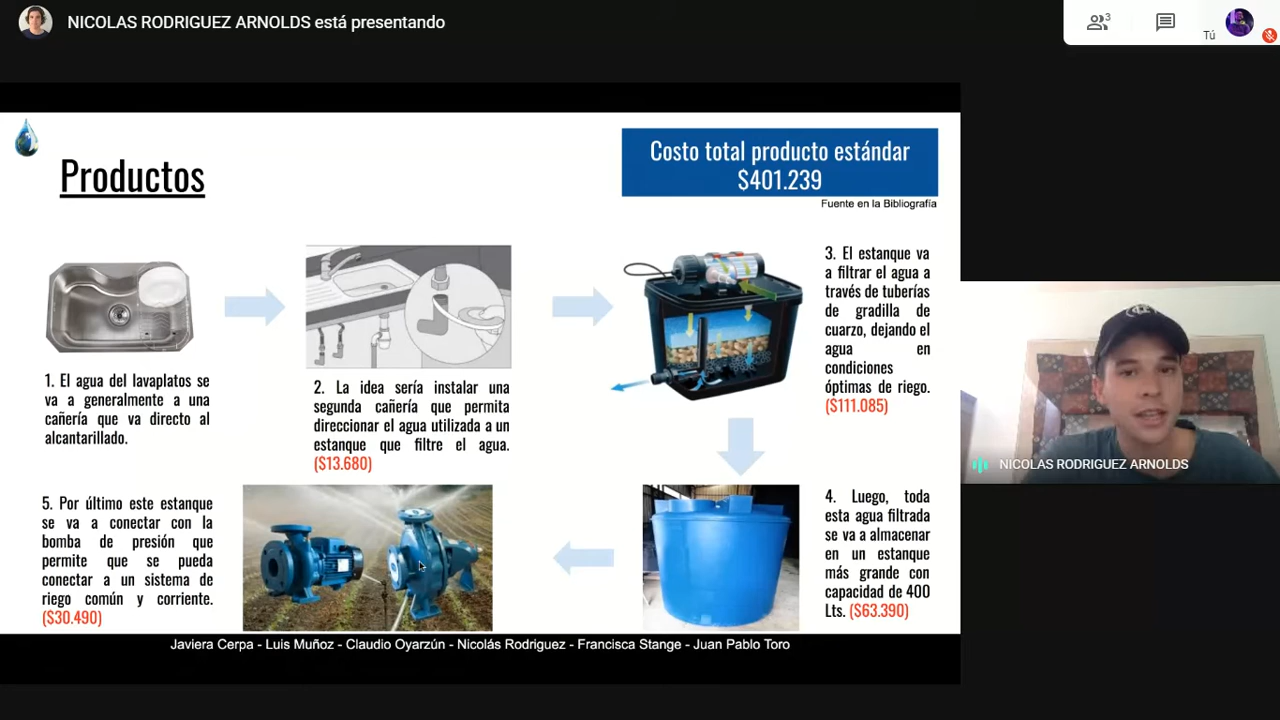 NICOLAS RODRIGUEZ ARNOLDS está presentando
3
Tú
Productos
Costo total producto estándar
$401.239
Fuente en la Bibliografía
1. El agua del lavaplatos se
va a generalmente a una
cañería que va directo al
alcantarillado.
2. La idea sería instalar una
segunda cañería que permita
direccionar el agua utilizada a un
estanque que filtre el agua.
($13.680)
3. El estanque va
a filtrar el agua a
través de tuberías
de gradilla de
cuarzo, dejando el
agua en
condiciones
óptimas de riego.
($111.085)
4. Luego, toda
esta agua filtrada
se va a almacenar
en un estanque
más grande con
capacidad de 400
Lts. ($63.390)
5. Por último este estanque
se va a conectar con la
bomba de presión que
permite que se pueda
conectar a un sistema de
riego común y corriente.
($30.490)
Javiera Cerpa - Luis Muñoz - Claudio Oyarzún - Nicolás Rodriguez - Francisca Stange - Juan Pablo Toro
NICOLAS RODRIGUEZ ARNOLDS